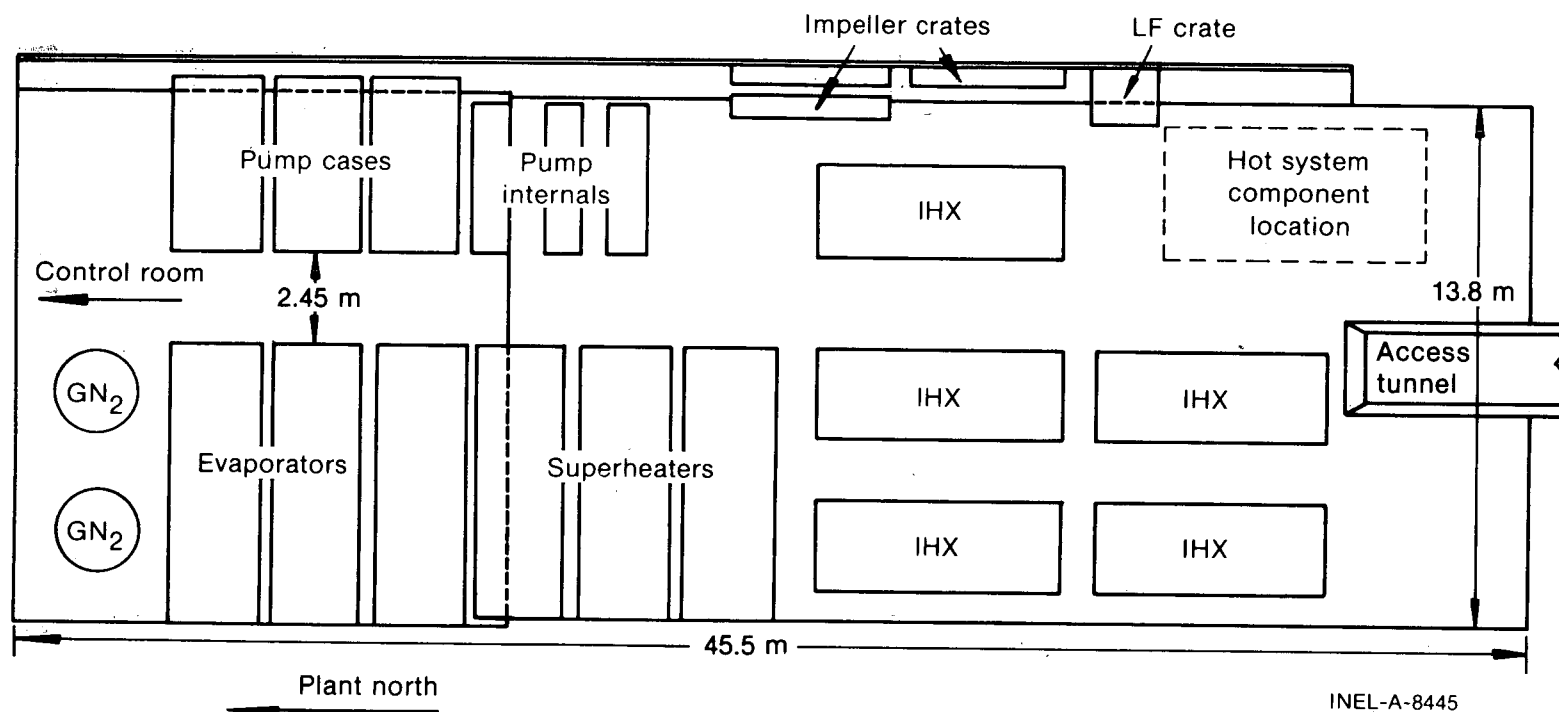 Impeller crates
LF crate
Pump cases
Pump
internals
IHX
Hot system
component
location
Control room
2.45 m
13.8 m
GN2
IHX
IHX
Access
tunnel
Evaporators
Superheaters
GN2
IHX
IHX
45.5 m
Plant north
INEL-A-8445